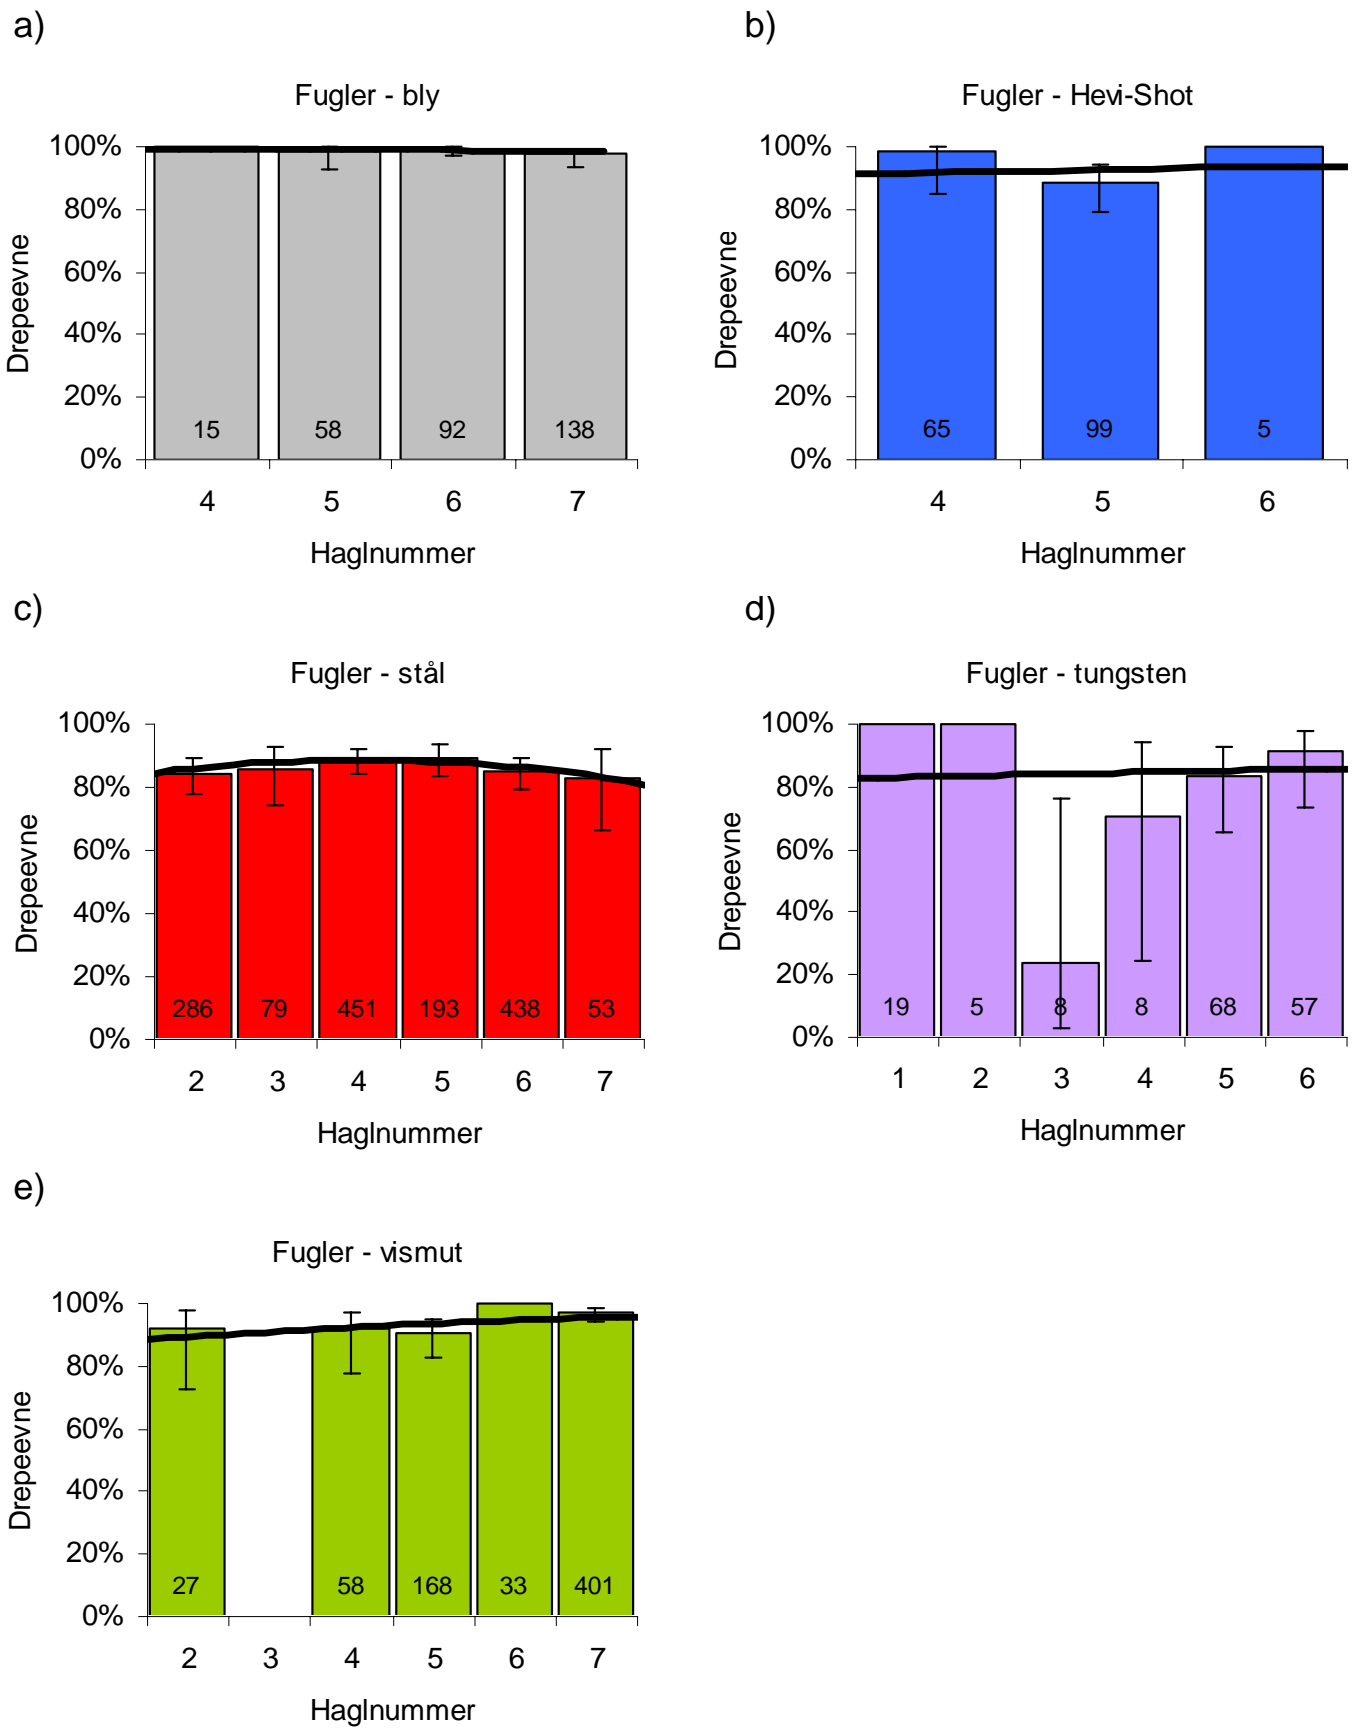 a)
Fugler - bly
100%
80%
60%
40%
20%
0%
Drepeevne
15 58 92 138
4 5 6 7
Haglnummer
b)
Fugler - Hevi-Shot
100%
80%
60%
40%
20%
0%
Drepeevne
65 99 5
4 5 6
Haglnummer
c)
Fugler - stål
100%
80%
60%
40%
20%
0%
Drepeevne
286 79 451 193 438 53
2 3 4 5 6 7
Haglnummer
d)
Fugler - tungsten
100%
80%
60%
40%
20%
0%
Drepeevne
19 5 8 8 68 57
1 2 3 4 5 6
Haglnummer
e)
Fugler - vismut
100%
80%
60%
40%
20%
0%
Drepeevne
27 58 168 33 401
2 3 4 5 6 7
Haglnummer